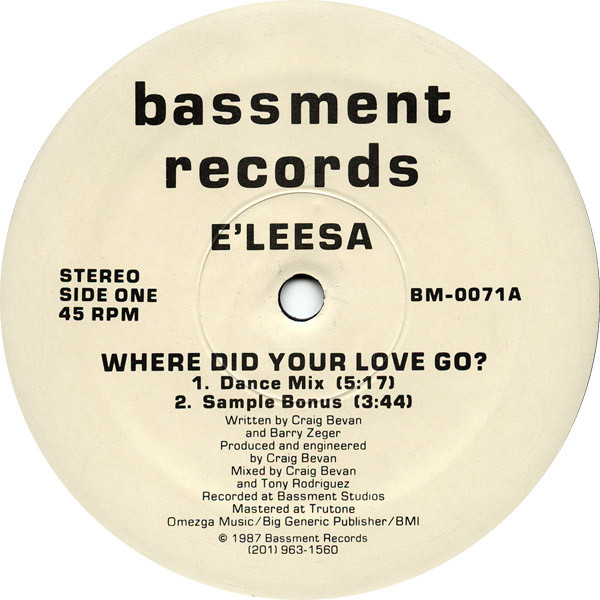 bassment
records
E'LEESA
STEREO
SIDE ONE
45 RPM
BM-0071A
WHERE DID YOUR LOVE GO?
1. Dance Mix (5:17)
2. Sample Bonus (3:44)
Written by Craig Bevan
and Barry Zeger
Produced and engineered
by Craig Bevan
Mixed by Craig Bevan
and Tony Rodriguez
Recorded at Bassment Studios
Mastered at Trutone
Omezga Music/Big Generic Publisher/BMI
© 1987 Bassment Records
(201) 963-1560